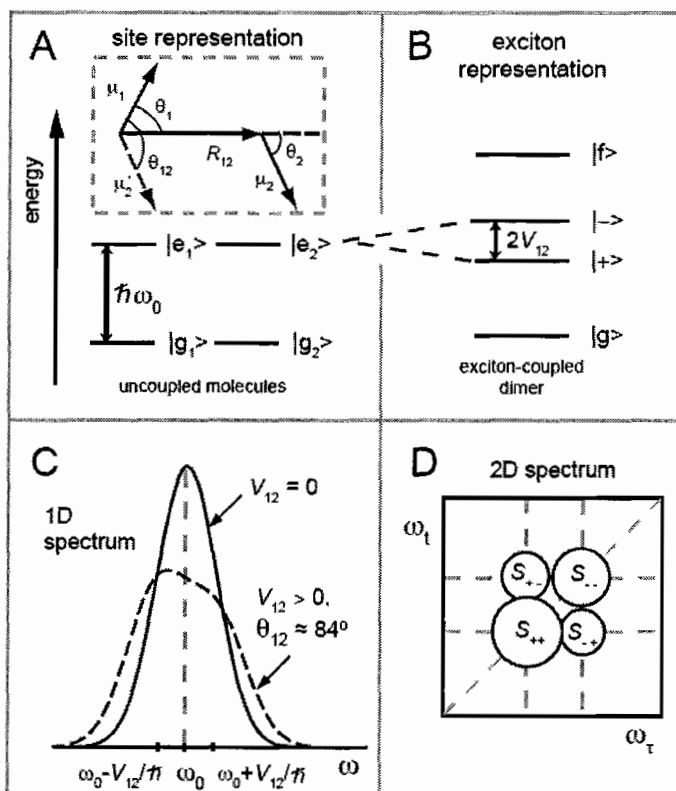 A
site representation
energy
μ₁
θ₁
θ₁₂
R₁₂
θ₂
μ₂'
μ₂
|e₁>
|e₂>
ħω₀
|g₁>
|g₂>
uncoupled molecules
B
exciton
representation
|f>
|−>
2V₁₂
|+>
|g>
exciton-coupled
dimer
C
1D
spectrum
V₁₂ = 0
V₁₂ > 0,
θ₁₂ ≈ 84º
ω₀-V₁₂/ħ ω₀ ω₀+V₁₂/ħ ω
D
2D spectrum
ωₜ
S₊₋ S₋₋
S₊₊ S₋₊
ω_τ